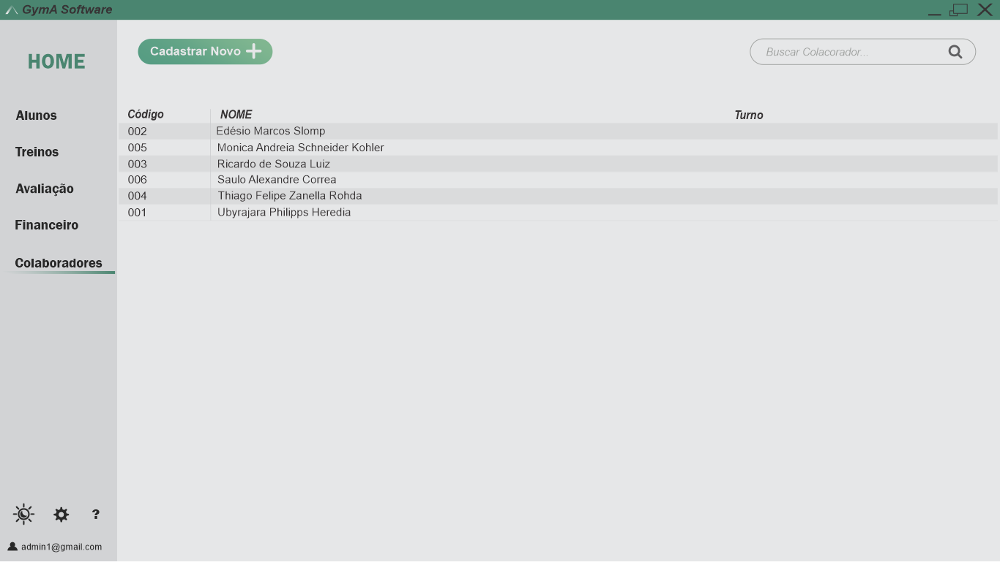 GymA Software
HOME
Alunos
Treinos
Avaliação
Financeiro
Colaboradores
?
admin1@gmail.com
Cadastrar Novo
Buscar Colacorador...
Código NOME Turno
002 Edésio Marcos Slomp
005 Monica Andreia Schneider Kohler
003 Ricardo de Souza Luiz
006 Saulo Alexandre Correa
004 Thiago Felipe Zanella Rohda
001 Ubyrajara Philipps Heredia